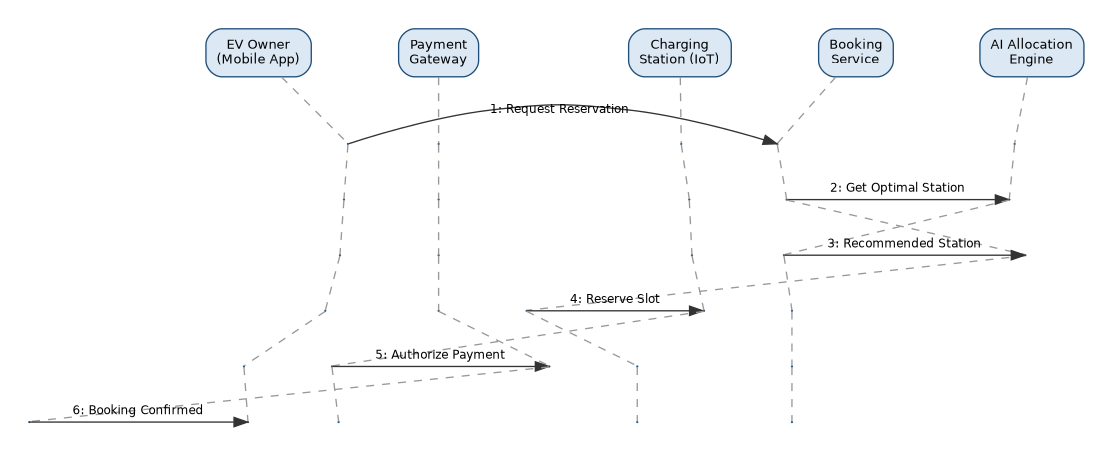 EV Owner
(Mobile App)
Payment
Gateway
Charging
Station (IoT)
Booking
Service
AI Allocation
Engine
1: Request Reservation
2: Get Optimal Station
3: Recommended Station
4: Reserve Slot
5: Authorize Payment
6: Booking Confirmed